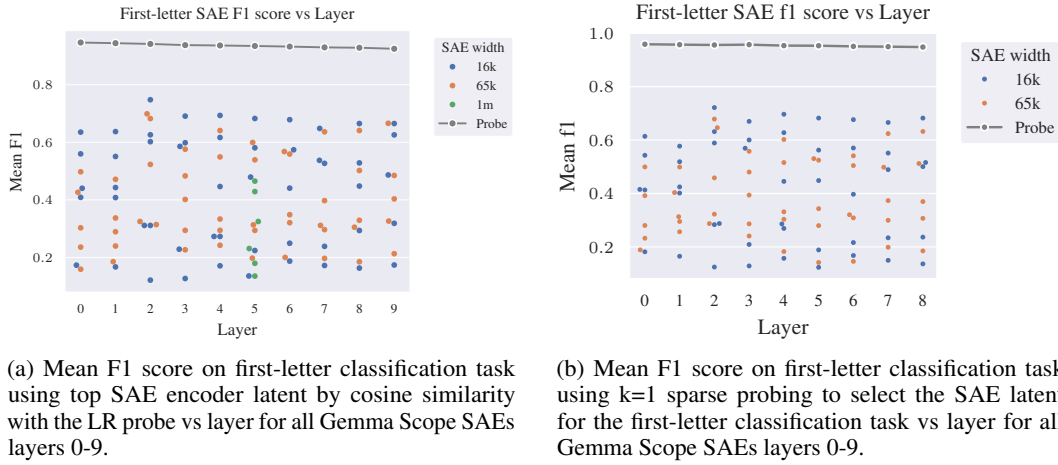 First-letter SAE F1 score vs Layer
Mean F1
0.8
0.6
0.4
0.2
0 1 2 3 4 5 6 7 8 9
Layer
SAE width
16k
65k
1m
Probe
(a) Mean F1 score on first-letter classification task
using top SAE encoder latent by cosine similarity
with the LR probe vs layer for all Gemma Scope SAEs
layers 0-9.
First-letter SAE f1 score vs Layer
Mean f1
1.0
0.8
0.6
0.4
0.2
0 1 2 3 4 5 6 7 8
Layer
SAE width
16k
65k
Probe
(b) Mean F1 score on first-letter classification task
using k=1 sparse probing to select the SAE latent
for the first-letter classification task vs layer for all
Gemma Scope SAEs layers 0-9.